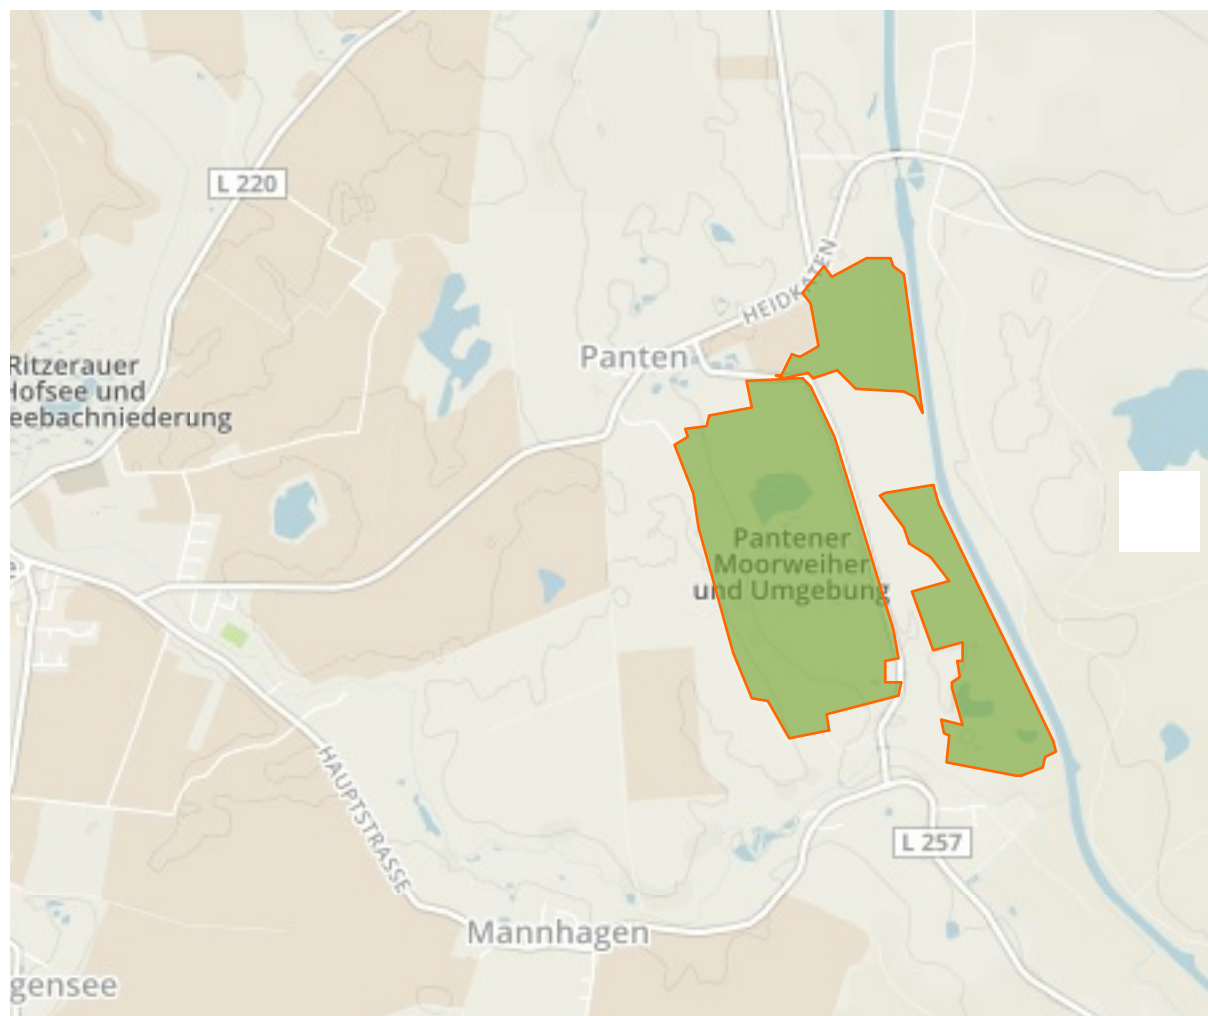 L 220
HEIDKATEN
Panten
Ritzerauer
Hofsee und
eebachniederung
Pantener
Moorweiher
und Umgebung
HAUPTSTRASSE
L 257
Mannhagen
gensee